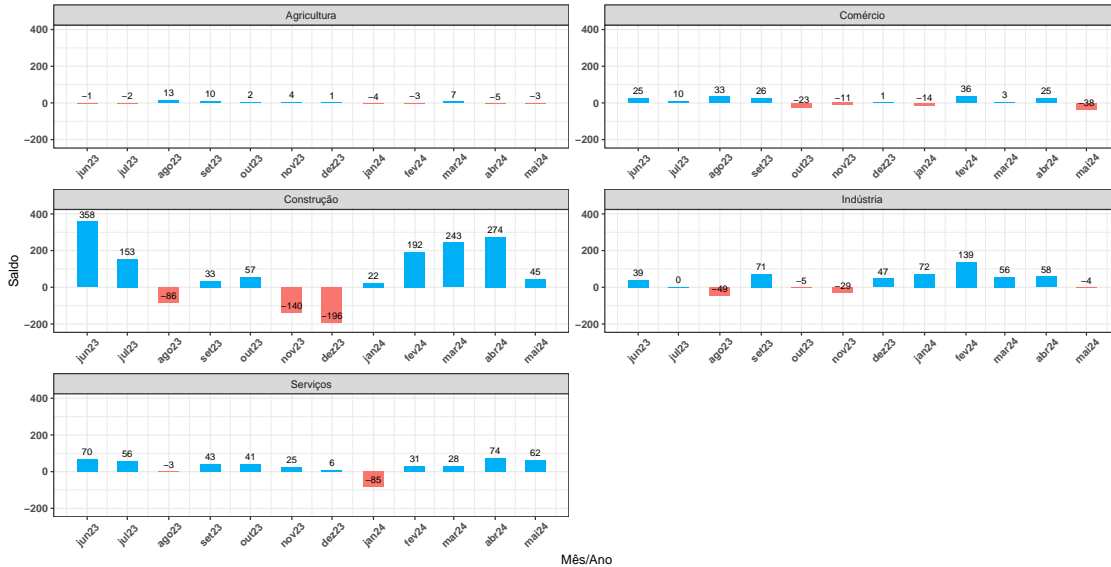 Agricultura
400
200
0
−200
−1 −2 13 10 2 4 1 −4 −3 7 −5 −3
jun23 jul23 ago23 set23 out23 nov23 dez23 jan24 fev24 mar24 abr24 mai24
Comércio
400
200
0
−200
25 10 33 26 −23 −11 1 −14 36 3 25 −38
jun23 jul23 ago23 set23 out23 nov23 dez23 jan24 fev24 mar24 abr24 mai24
Construção
400
200
0
−200
358 153 −86 33 57 −140 −196 22 192 243 274 45
jun23 jul23 ago23 set23 out23 nov23 dez23 jan24 fev24 mar24 abr24 mai24
Indústria
400
200
0
−200
39 0 −49 71 −5 −29 47 72 139 56 58 −4
jun23 jul23 ago23 set23 out23 nov23 dez23 jan24 fev24 mar24 abr24 mai24
Serviços
400
200
0
−200
70 56 −3 43 41 25 6 −85 31 28 74 62
jun23 jul23 ago23 set23 out23 nov23 dez23 jan24 fev24 mar24 abr24 mai24
Saldo
Mês/Ano